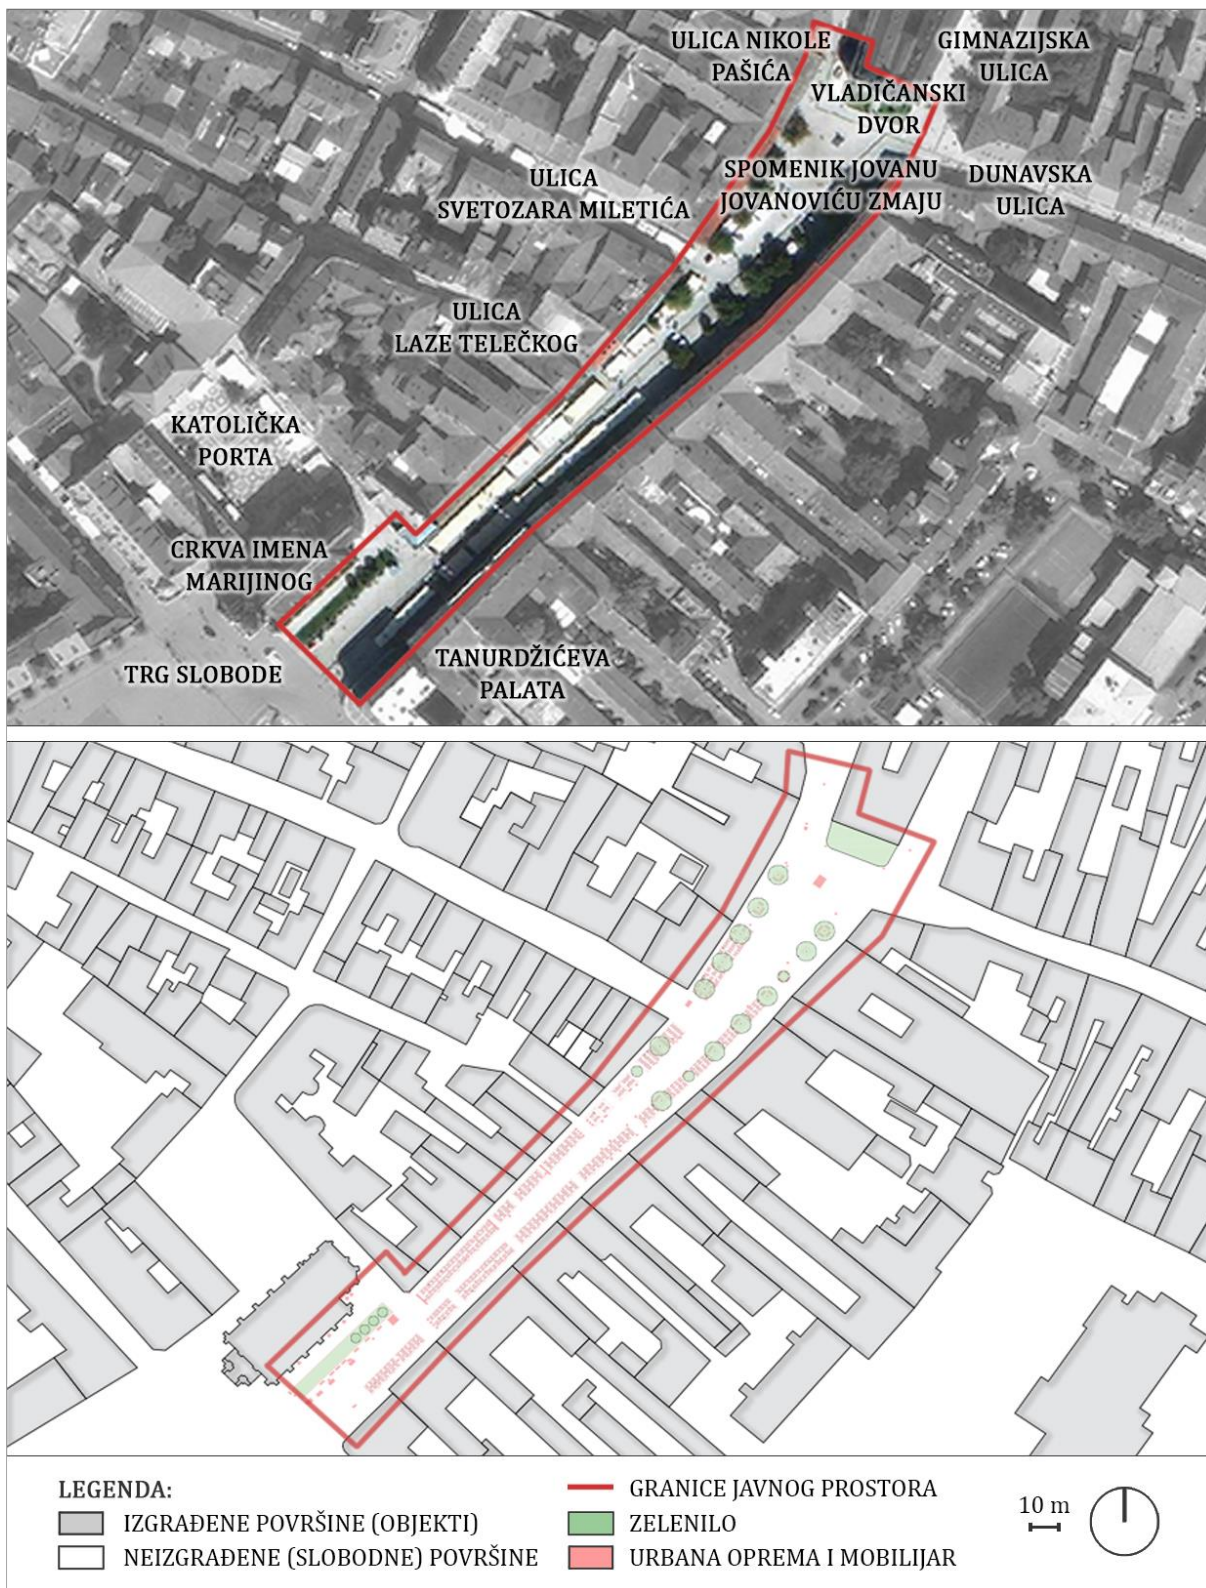 ULICA NIKOLE
PAŠIĆA
GIMNAZIJSKA
ULICA
VLADIČANSKI
DVOR
SPOMENIK JOVANU
JOVANOVIĆU ZMAJU
DUNAVSKA
ULICA
ULICA
SVETOZARA MILETIĆA
ULICA
LAZE TELEČKOG
KATOLIČKA
PORTA
CRKVA IMENA
MARIJINOG
TRG SLOBODE
TANURDŽIĆEVA
PALATA
LEGENDA:
IZGRAĐENE POVRŠINE (OBJEKTI)
NEIZGRAĐENE (SLOBODNE) POVRŠINE
GRANICE JAVNOG PROSTORA
ZELENILO
URBANA OPREMA I MOBILIJAR
10 m